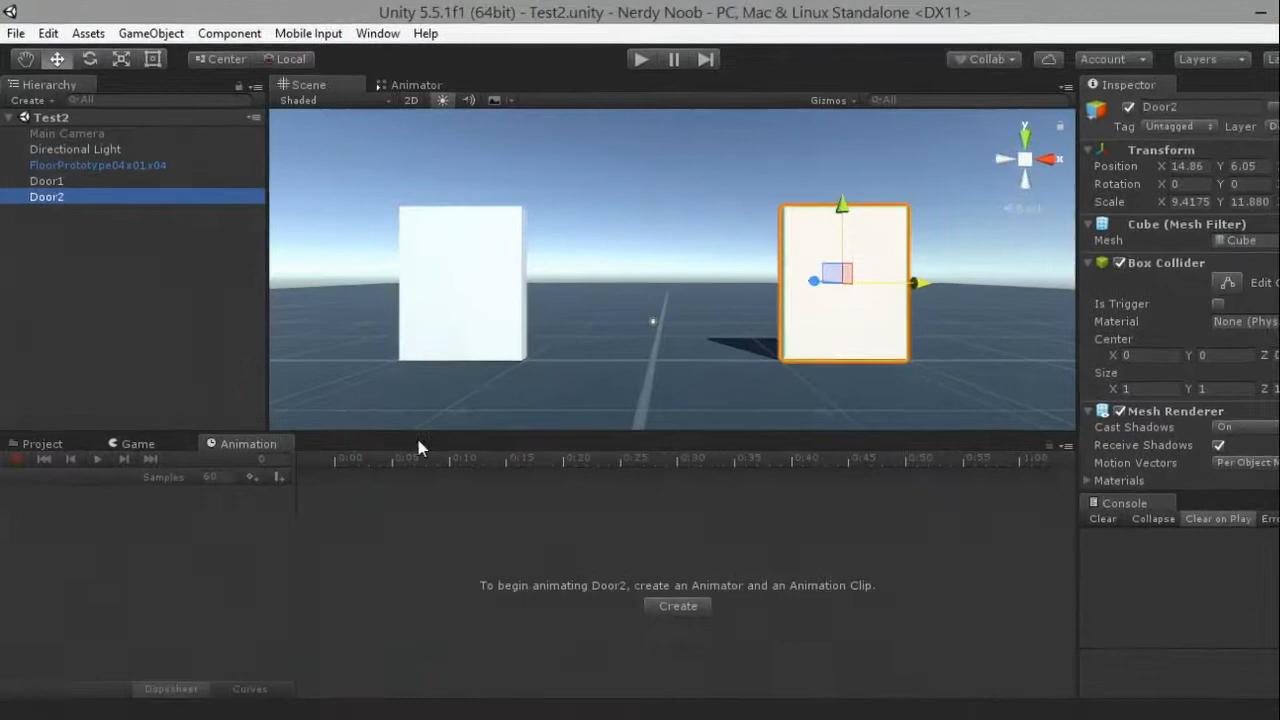 Unity 5.5.1f1 (64bit) - Test2.unity - Nerdy Noob - PC, Mac & Linux Standalone <DX11>
File Edit Assets GameObject Component Mobile Input Window Help
Center Local Collab Account Layers La
Hierarchy
Create All
Test2
Main Camera
Directional Light
FloorPrototype04x01x04
Door1
Door2
Scene Animator
Shaded 2D Gizmos All
y
x
Back
Inspector
Door2
Tag Untagged Layer D
Transform
Position X 14.86 Y 6.05
Rotation X 0 Y 0
Scale X 9.4175 Y 11.880
Cube (Mesh Filter)
Mesh Cube
Box Collider
Edit C
Is Trigger
Material None (Phys
Center
X 0 Y 0 Z
Size
X 1 Y 1 Z
Mesh Renderer
Cast Shadows On
Receive Shadows
Motion Vectors Per Object M
Materials
Console
Clear Collapse Clear on Play Erro
Project Game Animation
0 0:00 0:05 0:10 0:15 0:20 0:25 0:30 0:35 0:40 0:45 0:50 0:55 1:00
Samples 60
To begin animating Door2, create an Animator and an Animation Clip.
Create
Dopesheet Curves